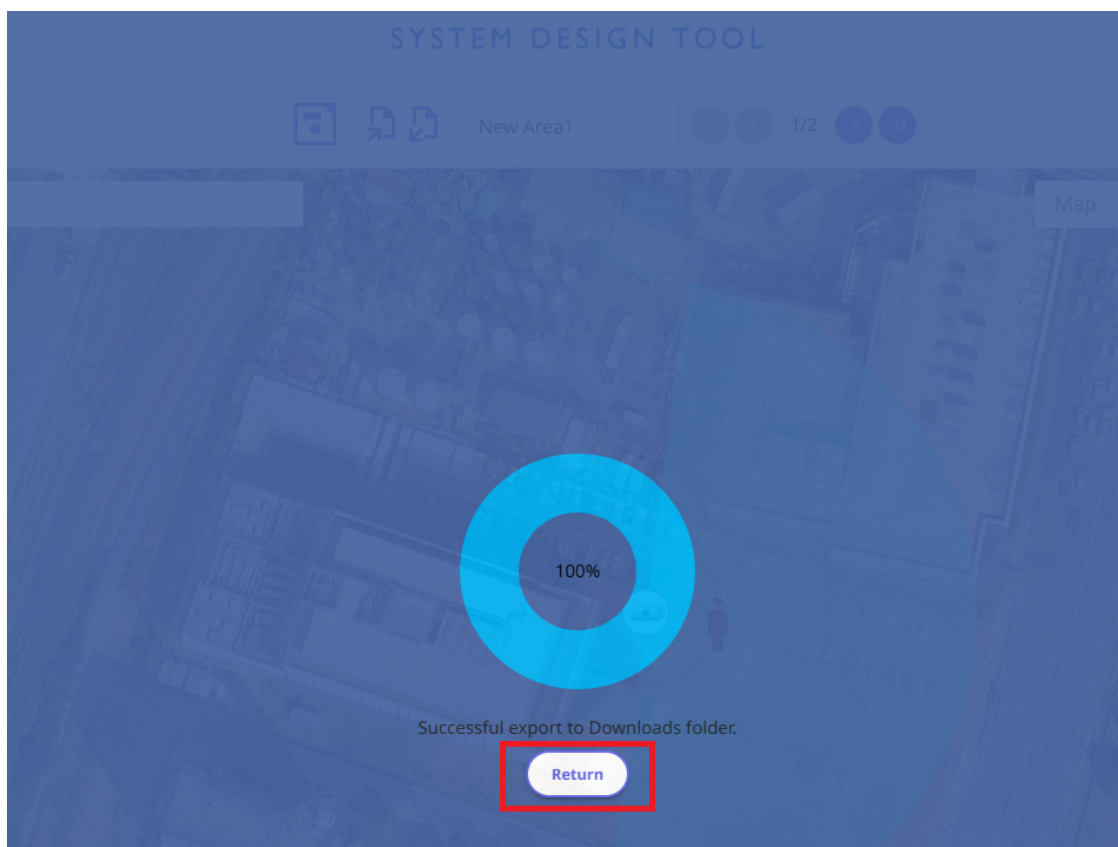 SYSTEM DESIGN TOOL
New Area1
1/2
Map
100%
Successful export to Downloads folder.
Return